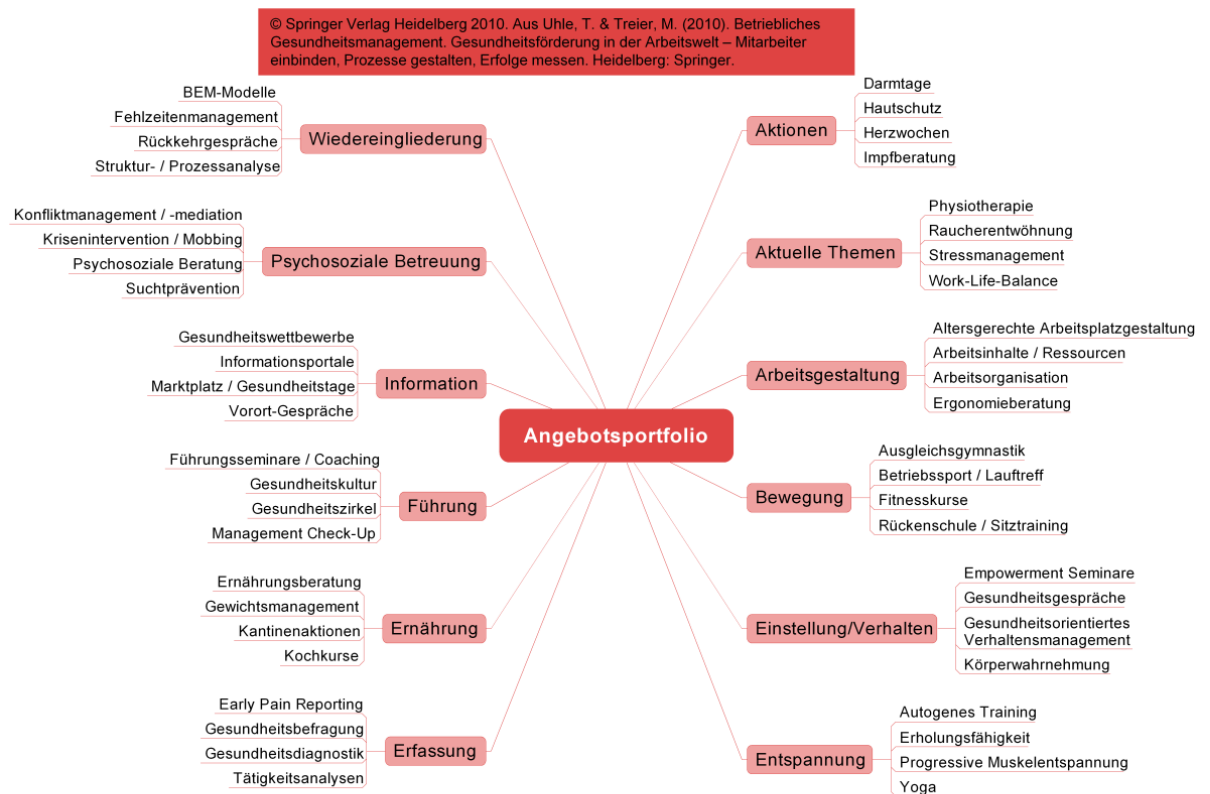 © Springer Verlag Heidelberg 2010. Aus Uhle, T. & Treier, M. (2010). Betriebliches
Gesundheitsmanagement. Gesundheitsförderung in der Arbeitswelt – Mitarbeiter
einbinden, Prozesse gestalten, Erfolge messen. Heidelberg: Springer.
Angebotsportfolio
Wiedereingliederung
BEM-Modelle
Fehlzeitenmanagement
Rückkehrgespräche
Struktur- / Prozessanalyse
Psychosoziale Betreuung
Konfliktmanagement / -mediation
Krisenintervention / Mobbing
Psychosoziale Beratung
Suchtprävention
Information
Gesundheitswettbewerbe
Informationsportale
Marktplatz / Gesundheitstage
Vorort-Gespräche
Führung
Führungsseminare / Coaching
Gesundheitskultur
Gesundheitszirkel
Management Check-Up
Ernährung
Ernährungsberatung
Gewichtsmanagement
Kantinenaktionen
Kochkurse
Erfassung
Early Pain Reporting
Gesundheitsbefragung
Gesundheitsdiagnostik
Tätigkeitsanalysen
Aktionen
Darmtage
Hautschutz
Herzwochen
Impfberatung
Aktuelle Themen
Physiotherapie
Raucherentwöhnung
Stressmanagement
Work-Life-Balance
Arbeitsgestaltung
Altersgerechte Arbeitsplatzgestaltung
Arbeitsinhalte / Ressourcen
Arbeitsorganisation
Ergonomieberatung
Bewegung
Ausgleichsgymnastik
Betriebssport / Lauftreff
Fitnesskurse
Rückenschule / Sitztraining
Einstellung/Verhalten
Empowerment Seminare
Gesundheitsgespräche
Gesundheitsorientiertes
Verhaltensmanagement
Körperwahrnehmung
Entspannung
Autogenes Training
Erholungsfähigkeit
Progressive Muskelentspannung
Yoga